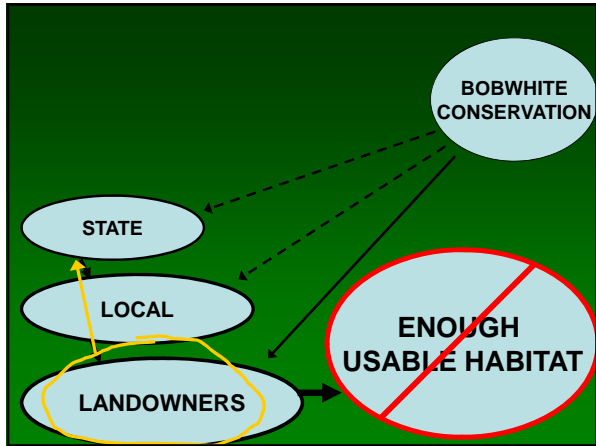 BOBWHITE
CONSERVATION
STATE
LOCAL
ENOUGH
USABLE HABITAT
LANDOWNERS